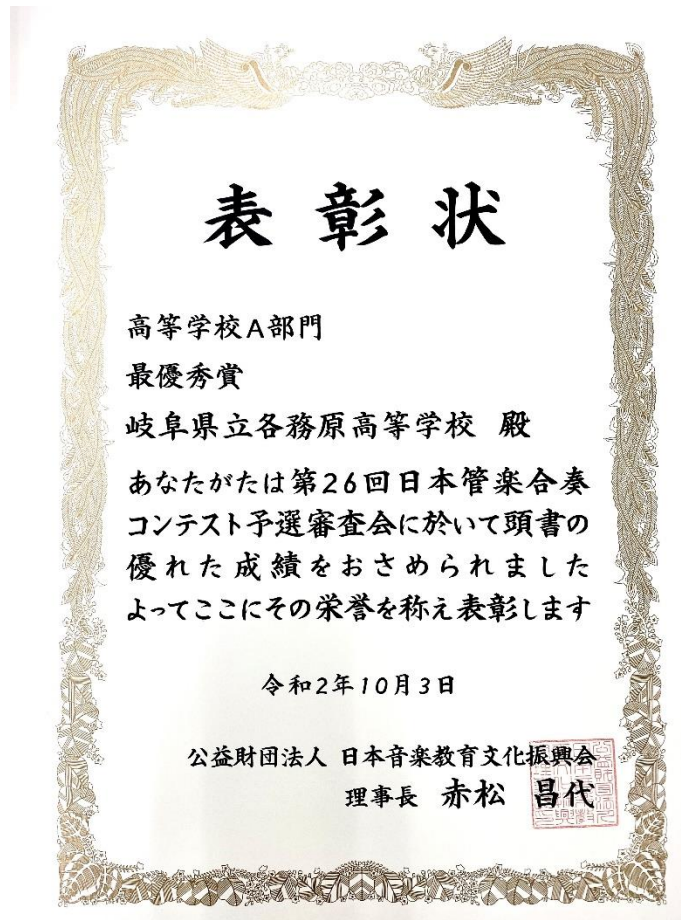 表彰状
高等学校A部門
最優秀賞
岐阜県立各務原高等学校 殿
あなたがたは第26回日本管楽合奏
コンテスト予選審査会に於いて頭書の
優れた成績をおさめられました
よってここにその栄誉を称え表彰します
令和2年10月3日
公益財団法人 日本音楽教育文化振興会
理事長 赤松 昌代